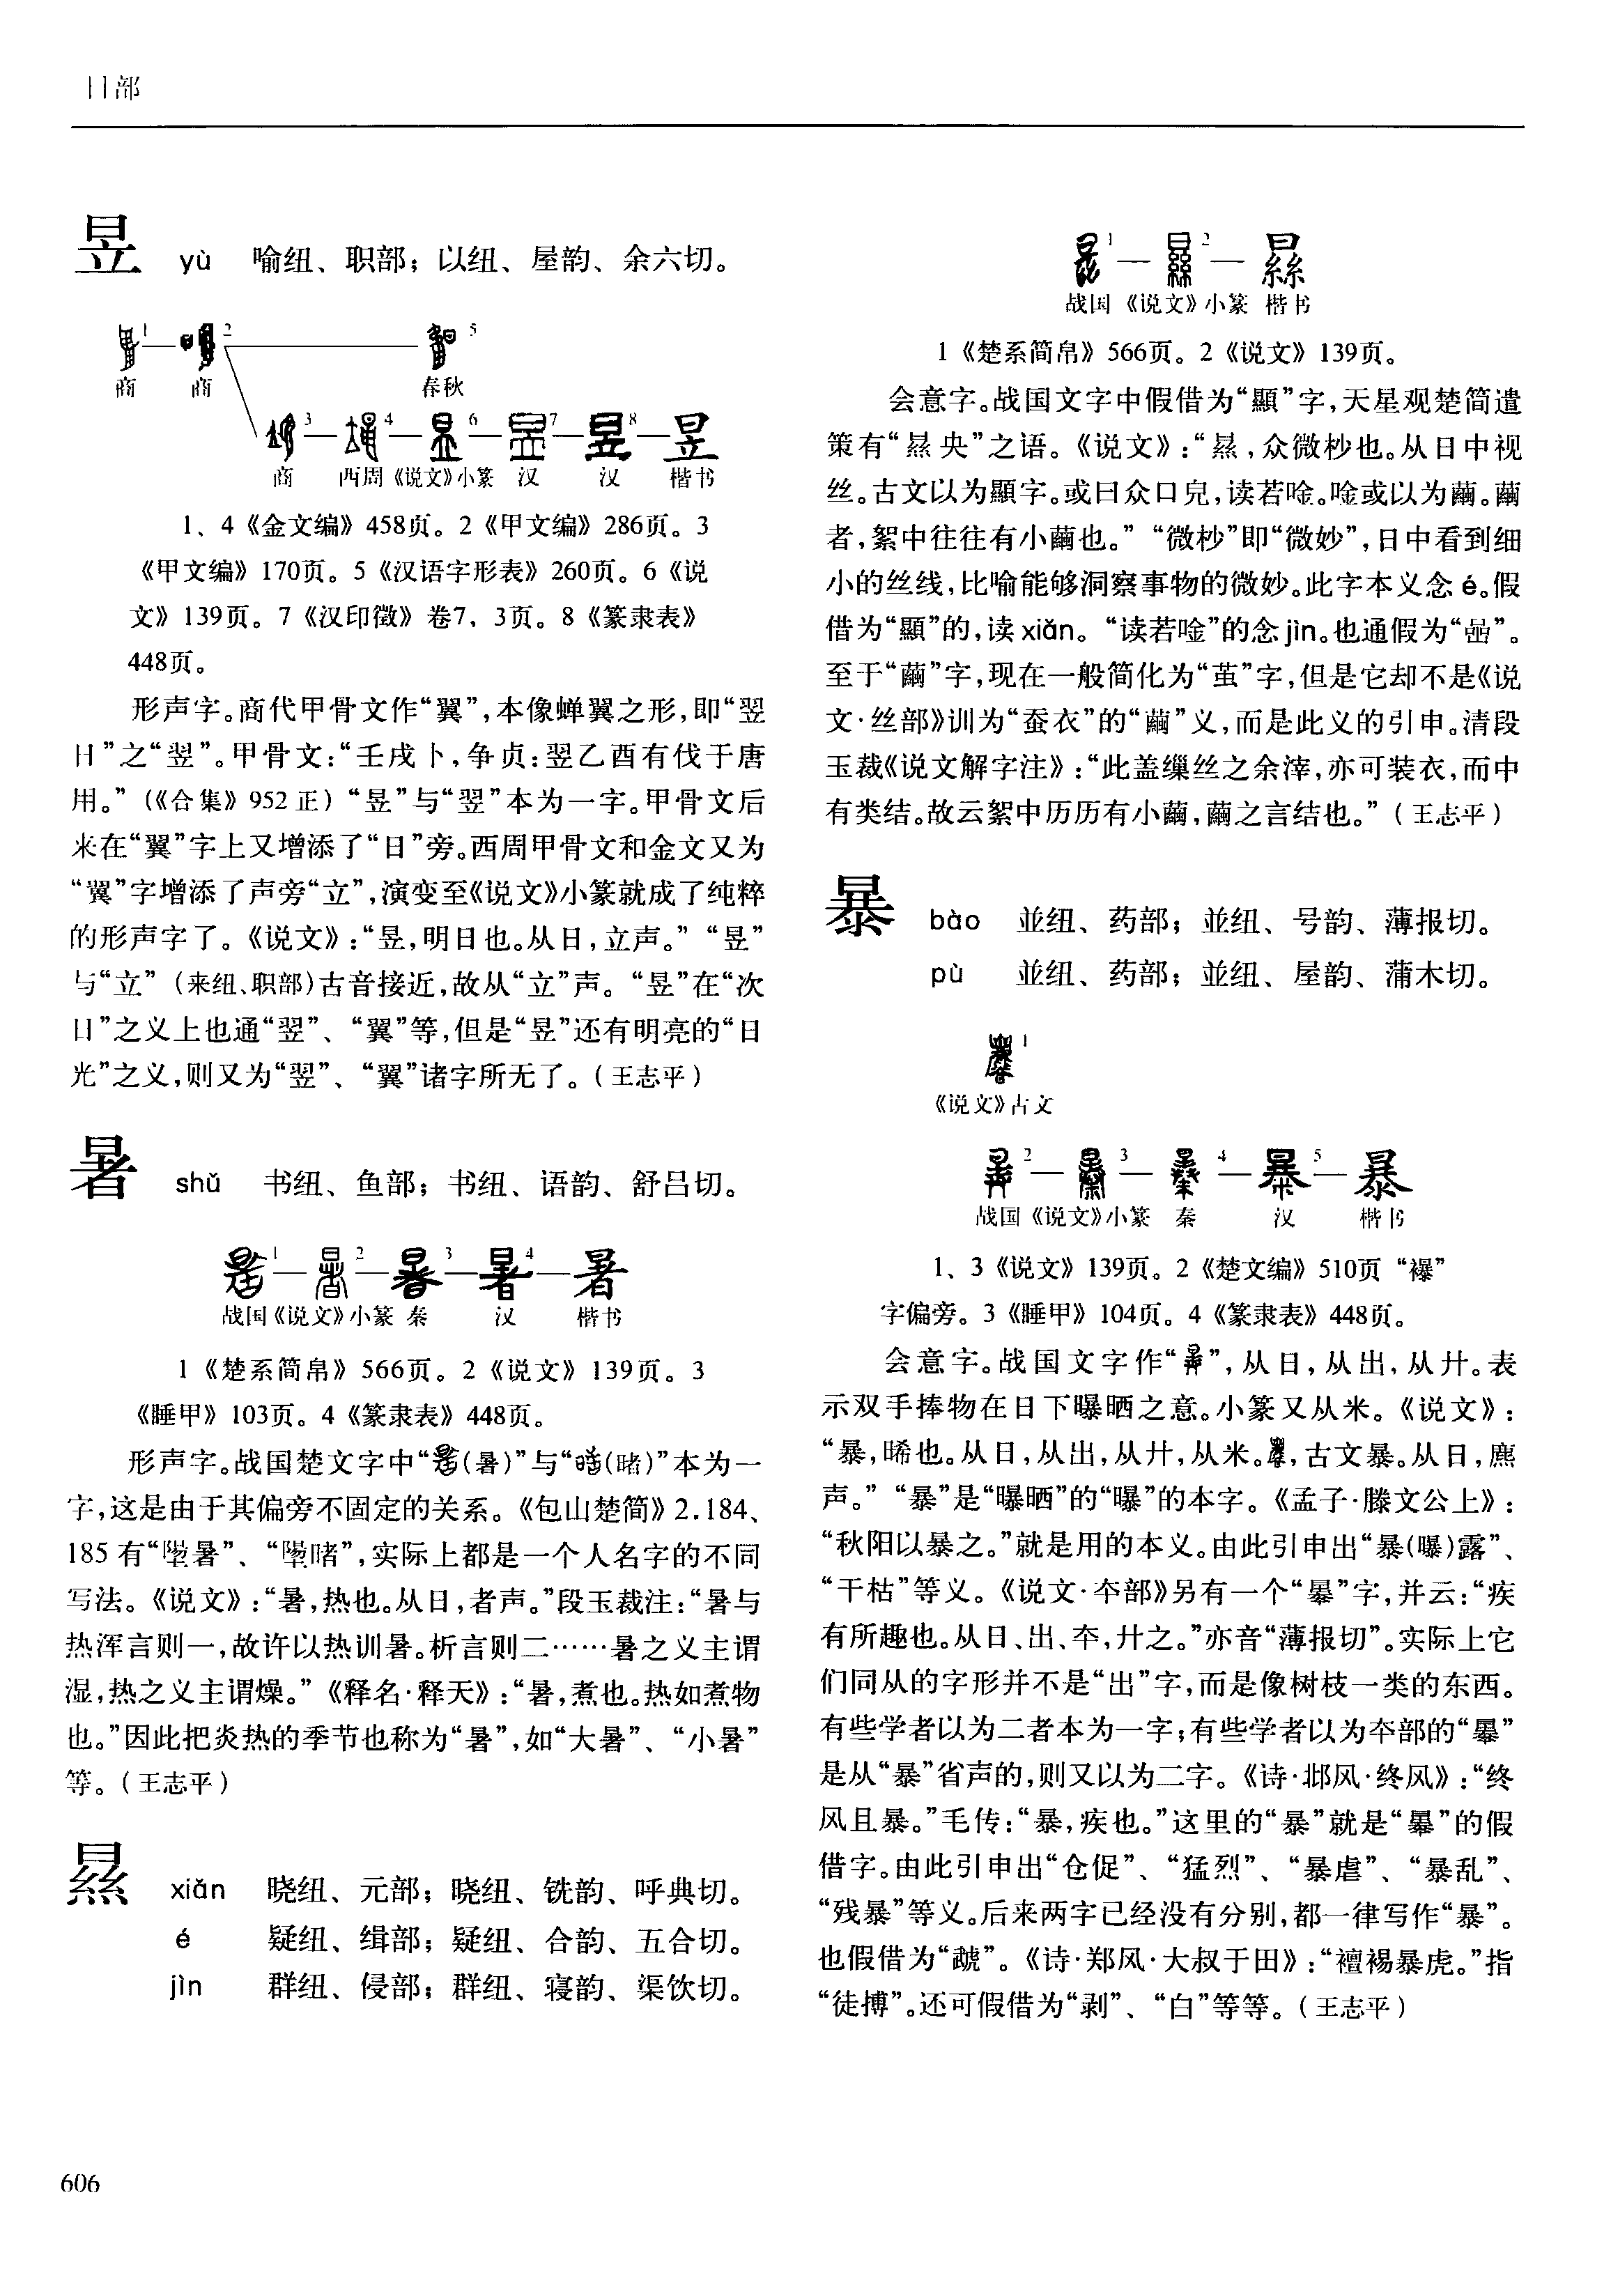 日部
昱 yù 喻纽、职部；以纽、屋韵、余六切。
1 2 5
商 商 春秋
3 4 6 7 8 昱
商 西周 《说文》小篆 汉 汉 楷书
1、4《金文编》458页。2《甲文编》286页。3
《甲文编》170页。5《汉语字形表》260页。6《说
文》139页。7《汉印徵》卷7，3页。8《篆隶表》
448页。
形声字。商代甲骨文作“翼”，本像蝉翼之形，即“翌
日”之“翌”。甲骨文：“壬戌卜，争贞：翌乙酉有伐于唐
用。”（《合集》952正）“昱”与“翌”本为一字。甲骨文后
来在“翼”字上又增添了“日”旁。西周甲骨文和金文又为
“翼”字增添了声旁“立”，演变至《说文》小篆就成了纯粹
的形声字了。《说文》：“昱，明日也。从日，立声。”“昱”
与“立”（来纽、职部）古音接近，故从“立”声。“昱”在“次
日”之义上也通“翌”、“翼”等，但是“昱”还有明亮的“日
光”之义，则又为“翌”、“翼”诸字所无了。（王志平）
暑 shǔ 书纽、鱼部；书纽、语韵、舒吕切。
1 2 3 4 暑
战国 《说文》小篆 秦 汉 楷书
1《楚系简帛》566页。2《说文》139页。3
《睡甲》103页。4《篆隶表》448页。
形声字。战国楚文字中“（暑）”与“（睹）”本为一
字，这是由于其偏旁不固定的关系。《包山楚简》2.184、
185有“墬暑”、“墬睹”，实际上都是一个人名字的不同
写法。《说文》：“暑，热也。从日，者声。”段玉裁注：“暑与
热浑言则一，故许以热训暑。析言则二……暑之义主谓
湿，热之义主谓燥。”《释名·释天》：“暑，煮也。热如煮物
也。”因此把炎热的季节也称为“暑”，如“大暑”、“小暑”
等。（王志平）
㬎 xiǎn 晓纽、元部；晓纽、铣韵、呼典切。
é 疑纽、缉部；疑纽、合韵、五合切。
jìn 群纽、侵部；群纽、寝韵、渠饮切。
1 2 㬎
战国 《说文》小篆 楷书
1《楚系简帛》566页。2《说文》139页。
会意字。战国文字中假借为“顯”字，天星观楚简遣
策有“㬎央”之语。《说文》：“㬎，众微杪也。从日中视
丝。古文以为顯字。或曰众口皃，读若唫。唫或以为繭。繭
者，絮中往往有小繭也。”“微杪”即“微妙”，日中看到细
小的丝线，比喻能够洞察事物的微妙。此字本义念é。假
借为“顯”的，读xiǎn。“读若唫”的念jìn。也通假为“嵒”。
至于“繭”字，现在一般简化为“茧”字，但是它却不是《说
文·丝部》训为“蚕衣”的“繭”义，而是此义的引申。清段
玉裁《说文解字注》：“此盖缫丝之余滓，亦可装衣，而中
有类结。故云絮中历历有小繭，繭之言结也。”（王志平）
暴 bào 並纽、药部；並纽、号韵、薄报切。
pù 並纽、药部；並纽、屋韵、蒲木切。
1
《说文》古文
2 3 4 5 暴
战国 《说文》小篆 秦 汉 楷书
1、3《说文》139页。2《楚文编》510页“襮”
字偏旁。3《睡甲》104页。4《篆隶表》448页。
会意字。战国文字作“”，从日，从出，从廾。表
示双手捧物在日下曝晒之意。小篆又从米。《说文》：
“暴，晞也。从日，从出，从廾，从米。，古文暴。从日，麃
声。”“暴”是“曝晒”的“曝”的本字。《孟子·滕文公上》：
“秋阳以暴之。”就是用的本义。由此引申出“暴（曝）露”、
“干枯”等义。《说文·夲部》另有一个“㬥”字，并云：“疾
有所趣也。从日、出、夲，廾之。”亦音“薄报切”。实际上它
们同从的字形并不是“出”字，而是像树枝一类的东西。
有些学者以为二者本为一字；有些学者以为夲部的“㬥”
是从“暴”省声的，则又以为二字。《诗·邶风·终风》：“终
风且暴。”毛传：“暴，疾也。”这里的“暴”就是“㬥”的假
借字。由此引申出“仓促”、“猛烈”、“暴虐”、“暴乱”、
“残暴”等义。后来两字已经没有分别，都一律写作“暴”。
也假借为“虣”。《诗·郑风·大叔于田》：“襢裼暴虎。”指
“徒搏”。还可假借为“剥”、“白”等等。（王志平）
606